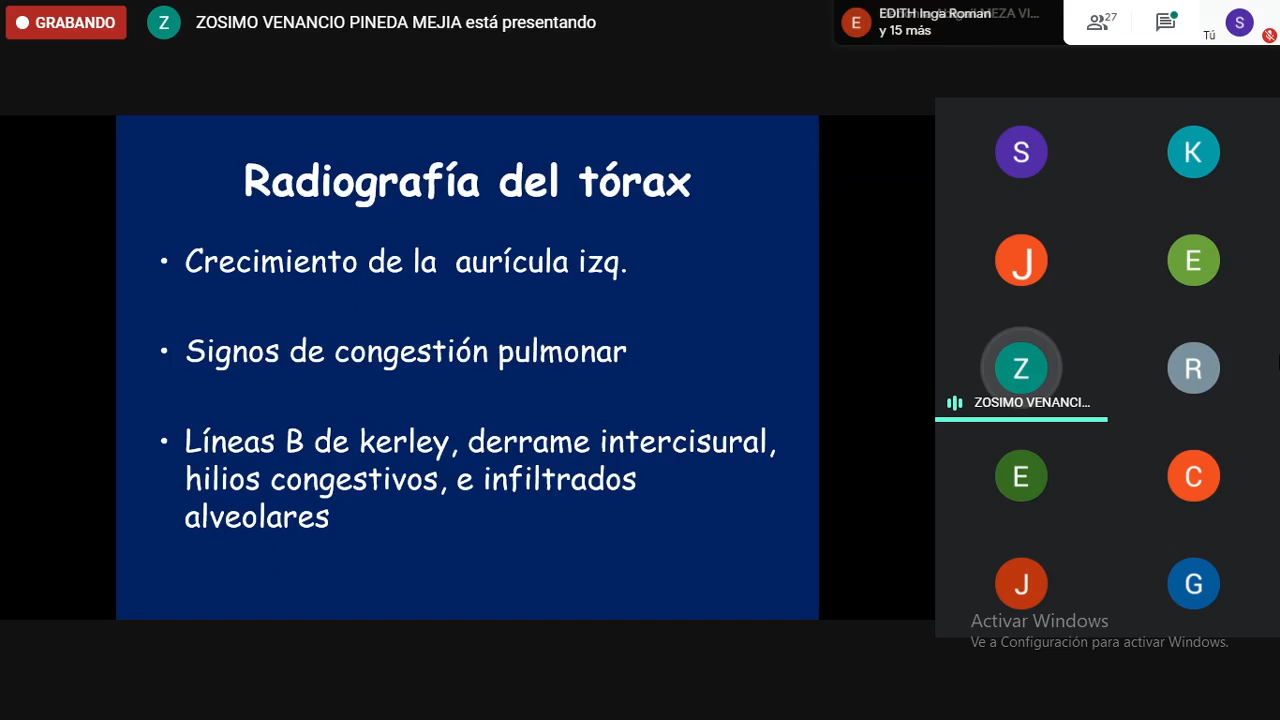 GRABANDO
Z
ZOSIMO VENANCIO PINEDA MEJIA está presentando
E
EDITH Inga Roman
y 15 más
27
Tú
S
Radiografía del tórax
• Crecimiento de la aurícula izq.
• Signos de congestión pulmonar
• Líneas B de kerley, derrame intercisural,
hilios congestivos, e infiltrados
alveolares
S
K
J
E
Z
R
ZOSIMO VENANCI...
E
C
J
G
Activar Windows
Ve a Configuración para activar Windows.